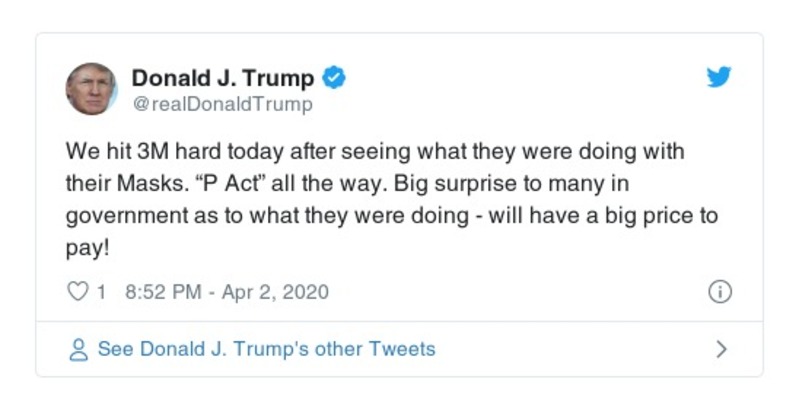 Donald J. Trump
@realDonaldTrump
We hit 3M hard today after seeing what they were doing with
their Masks. “P Act” all the way. Big surprise to many in
government as to what they were doing - will have a big price to
pay!
1 8:52 PM - Apr 2, 2020
See Donald J. Trump's other Tweets